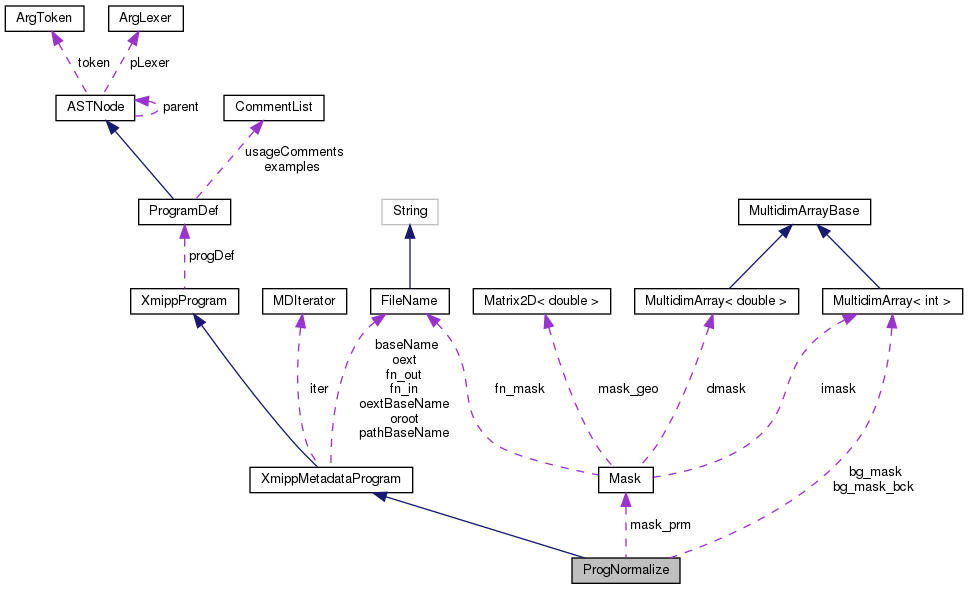 ArgToken
ArgLexer
token
pLexer
ASTNode
parent
CommentList
usageComments
examples
ProgramDef
String
MultidimArrayBase
progDef
XmippProgram
MDIterator
FileName
Matrix2D< double >
MultidimArray< double >
MultidimArray< int >
baseName
oext
fn_out
fn_in
oextBaseName
oroot
pathBaseName
iter
fn_mask
mask_geo
dmask
imask
XmippMetadataProgram
Mask
bg_mask
bg_mask_bck
mask_prm
ProgNormalize